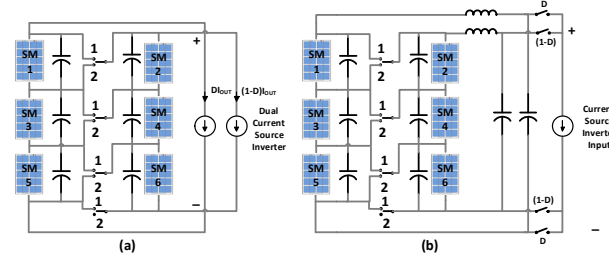 SM
1
1
2
SM
2
+
DIOUT
(1-D)IOUT
Dual
Current
Source
Inverter
SM
3
1
2
SM
4
SM
5
1
2
SM
6
1
2
−
(a)
D
(1-D)
+
SM
1
1
2
SM
2
SM
3
1
2
SM
4
Current
Source
Inverter
Input
SM
5
1
2
SM
6
1
2
(1-D)
D
−
(b)